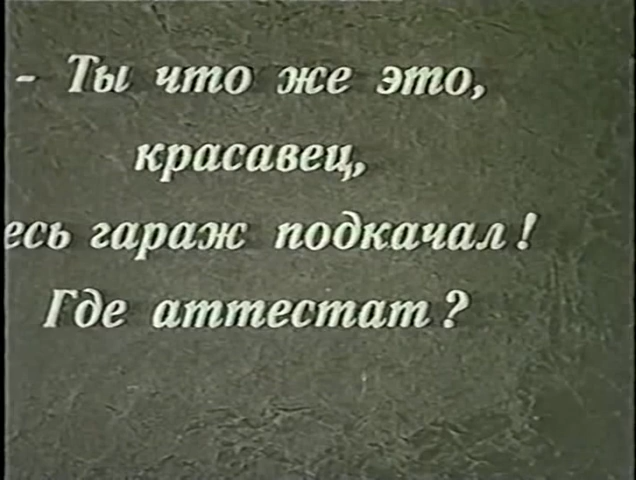 - Ты что же это,
красавец,
есь гараж подкачал!
Где аттестат?